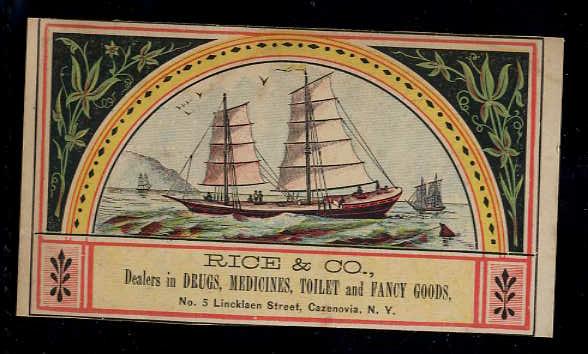 RICE & CO.,
Dealers in DRUGS, MEDICINES, TOILET and FANCY GOODS,
No. 5 Lincklaen Street, Cazenovia, N. Y.